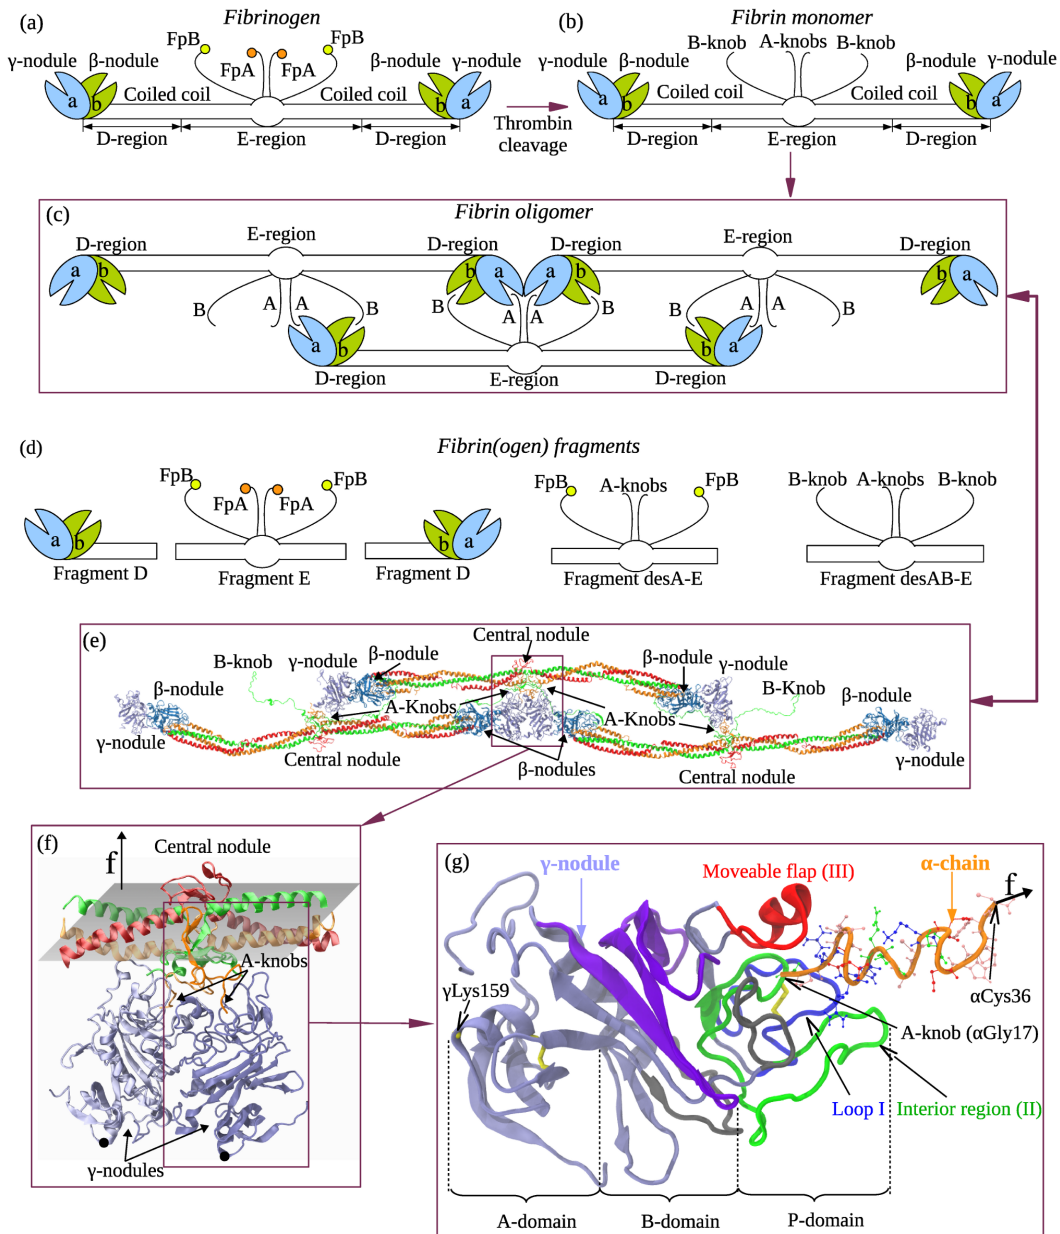 (a)
Fibrinogen
FpB
FpB
FpA
FpA
γ-nodule
β-nodule
β-nodule
γ-nodule
a
b
Coiled coil
Coiled coil
b
a
D-region
E-region
D-region
Thrombin
cleavage
(b)
Fibrin monomer
B-knob
A-knobs
B-knob
γ-nodule
β-nodule
β-nodule
γ-nodule
a
b
Coiled coil
Coiled coil
b
a
D-region
E-region
D-region
(c)
Fibrin oligomer
D-region
E-region
D-region
D-region
E-region
D-region
a
b
b
a
a
b
b
a
B
A
A
B
B
A
A
B
B
A
A
B
a
b
b
a
D-region
E-region
D-region
(d)
Fibrin(ogen) fragments
FpB
FpB
FpA
FpA
a
b
b
a
Fragment D
Fragment E
Fragment D
FpB
A-knobs
FpB
Fragment desA-E
B-knob
A-knobs
B-knob
Fragment desAB-E
(e)
Central nodule
B-knob
γ-nodule
β-nodule
β-nodule
γ-nodule
B-Knob
β-nodule
β-nodule
A-Knobs
A-Knobs
γ-nodule
Central nodule
β-nodules
Central nodule
γ-nodule
(f)
f
Central nodule
A-knobs
γ-nodules
(g)
γ-nodule
Moveable flap (III)
α-chain
f
γLys159
αCys36
A-knob (αGly17)
Loop I
Interior region (II)
A-domain
B-domain
P-domain